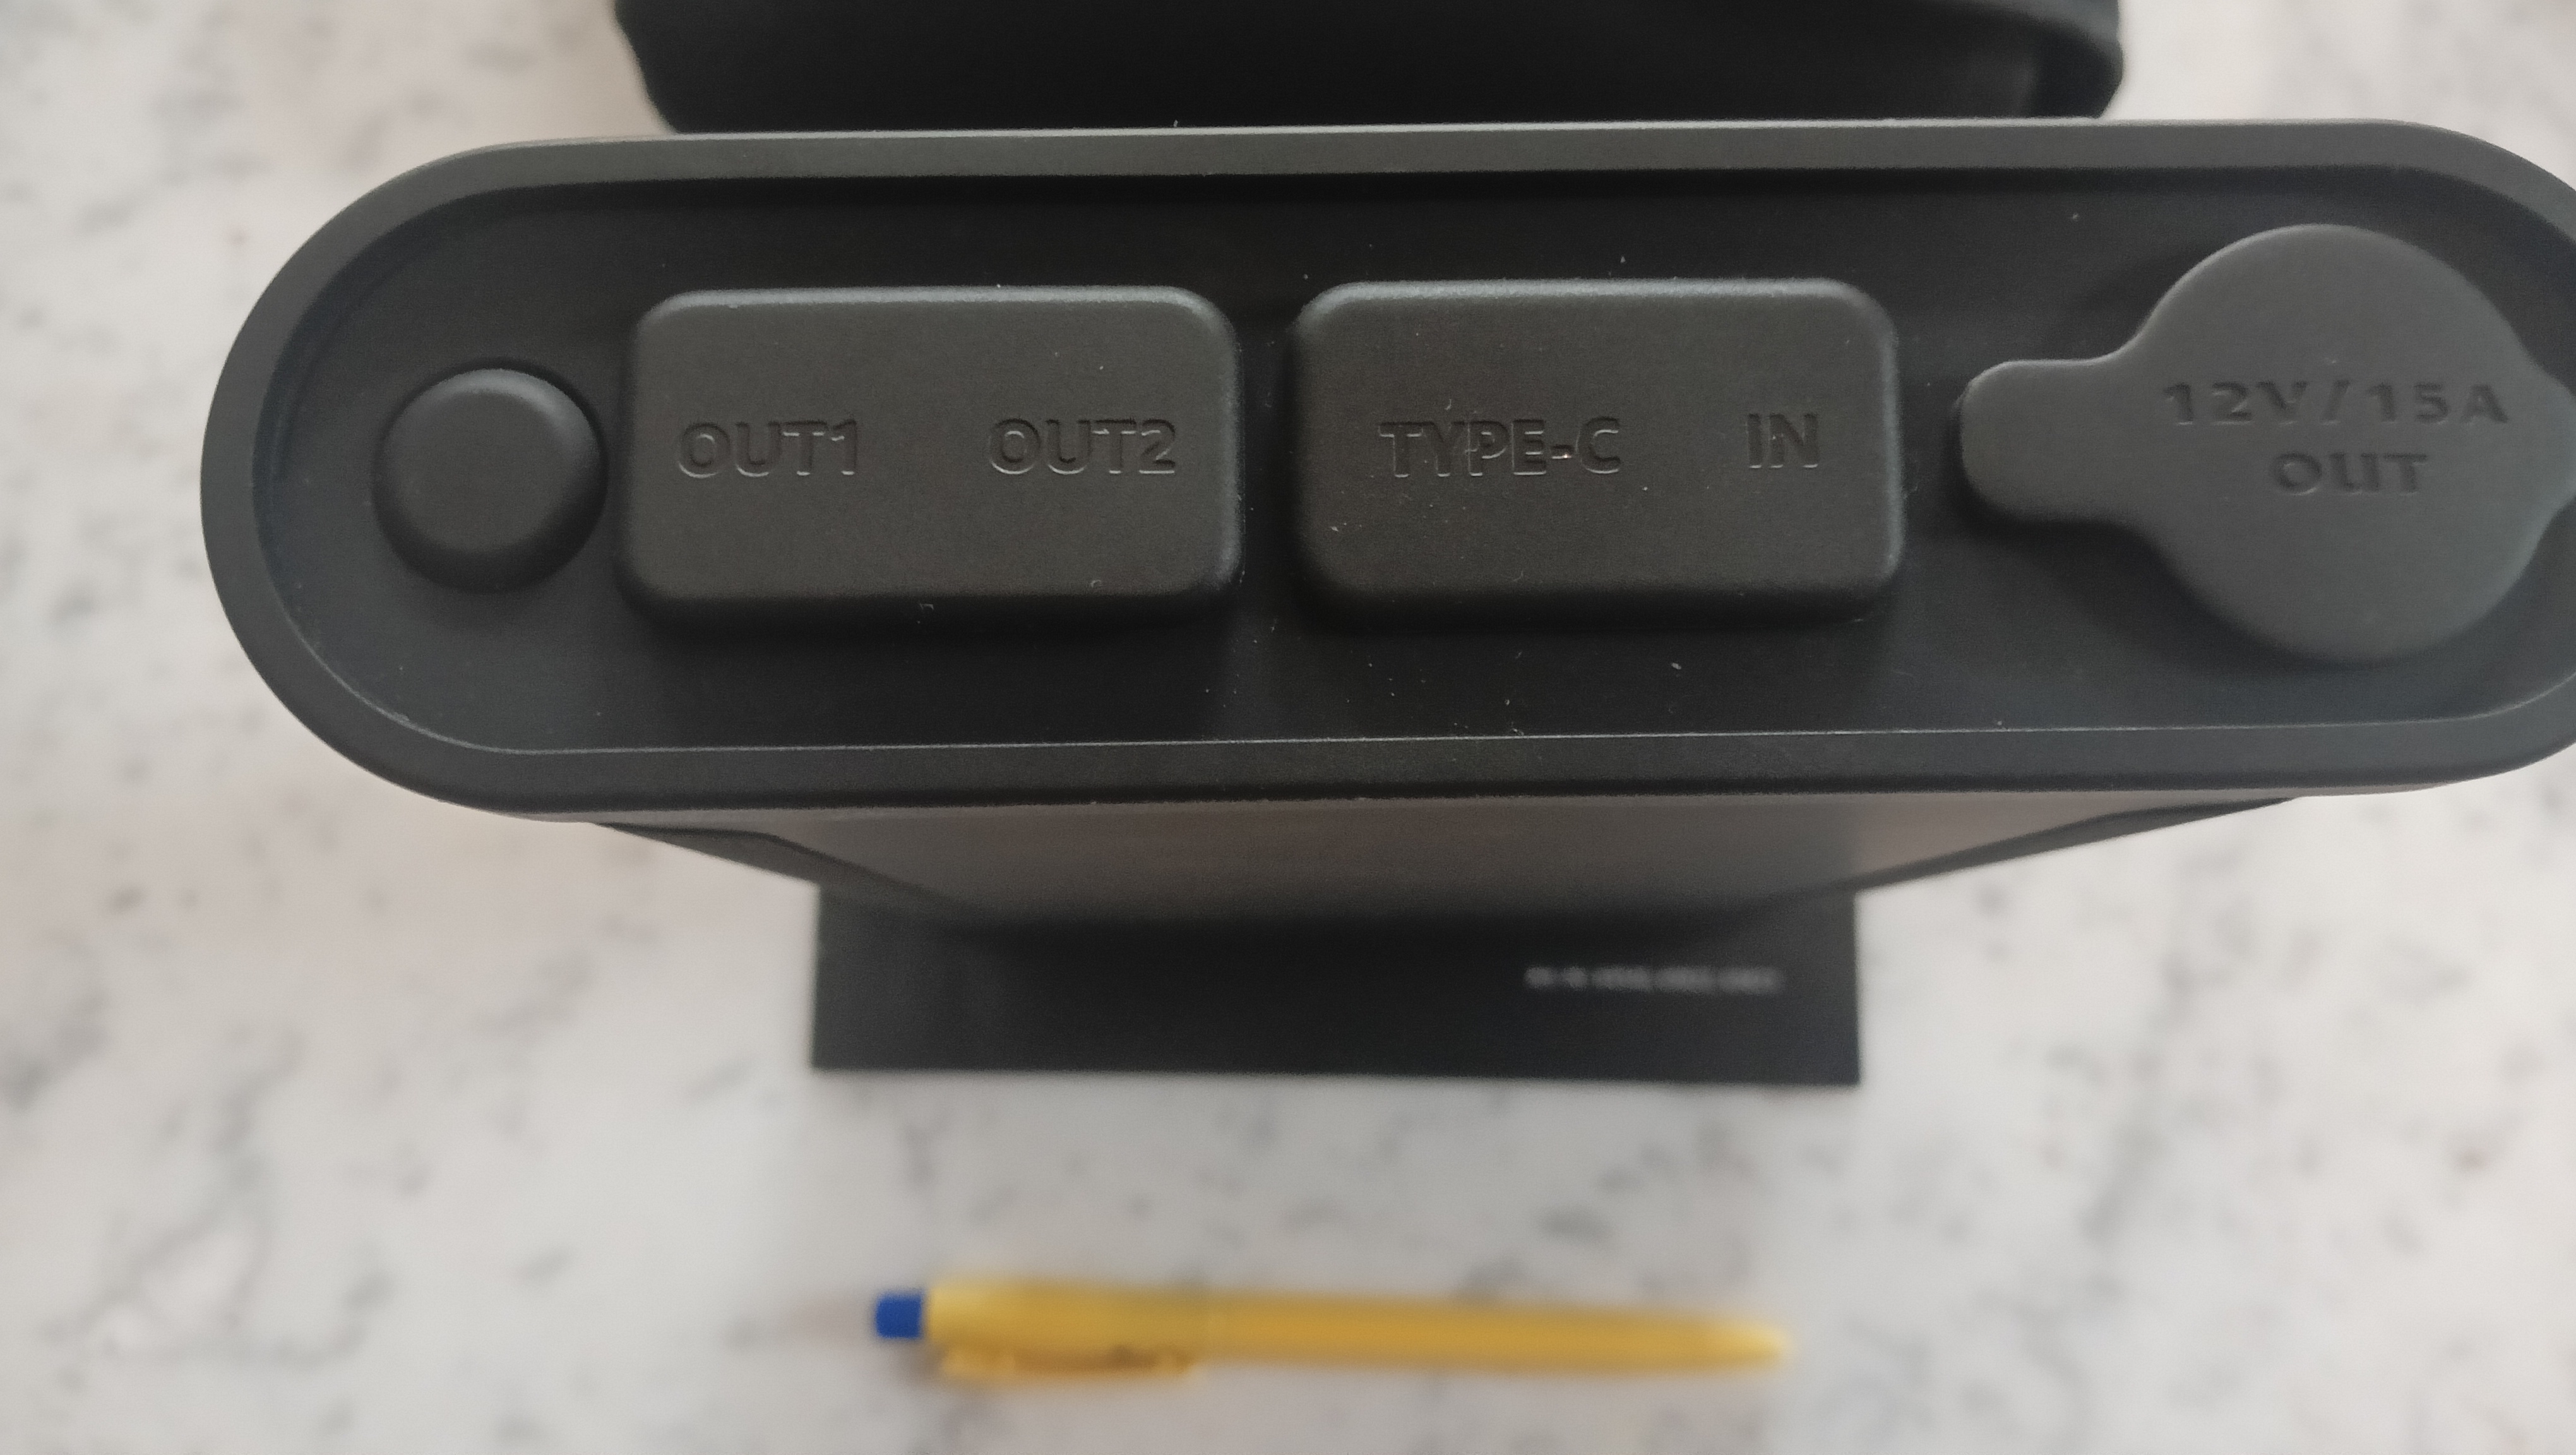 OUT1 OUT2
TYPE-C IN
12V/15A
OUT